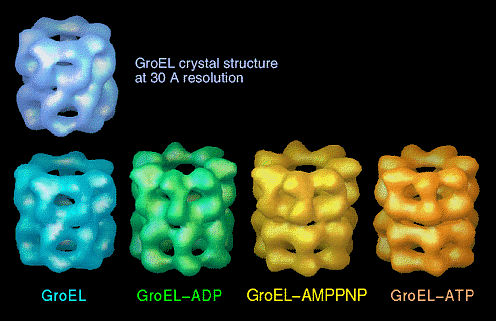 GroEL crystal structure
at 30 A resolution
GroEL
GroEL-ADP
GroEL-AMPPNP
GroEL-ATP